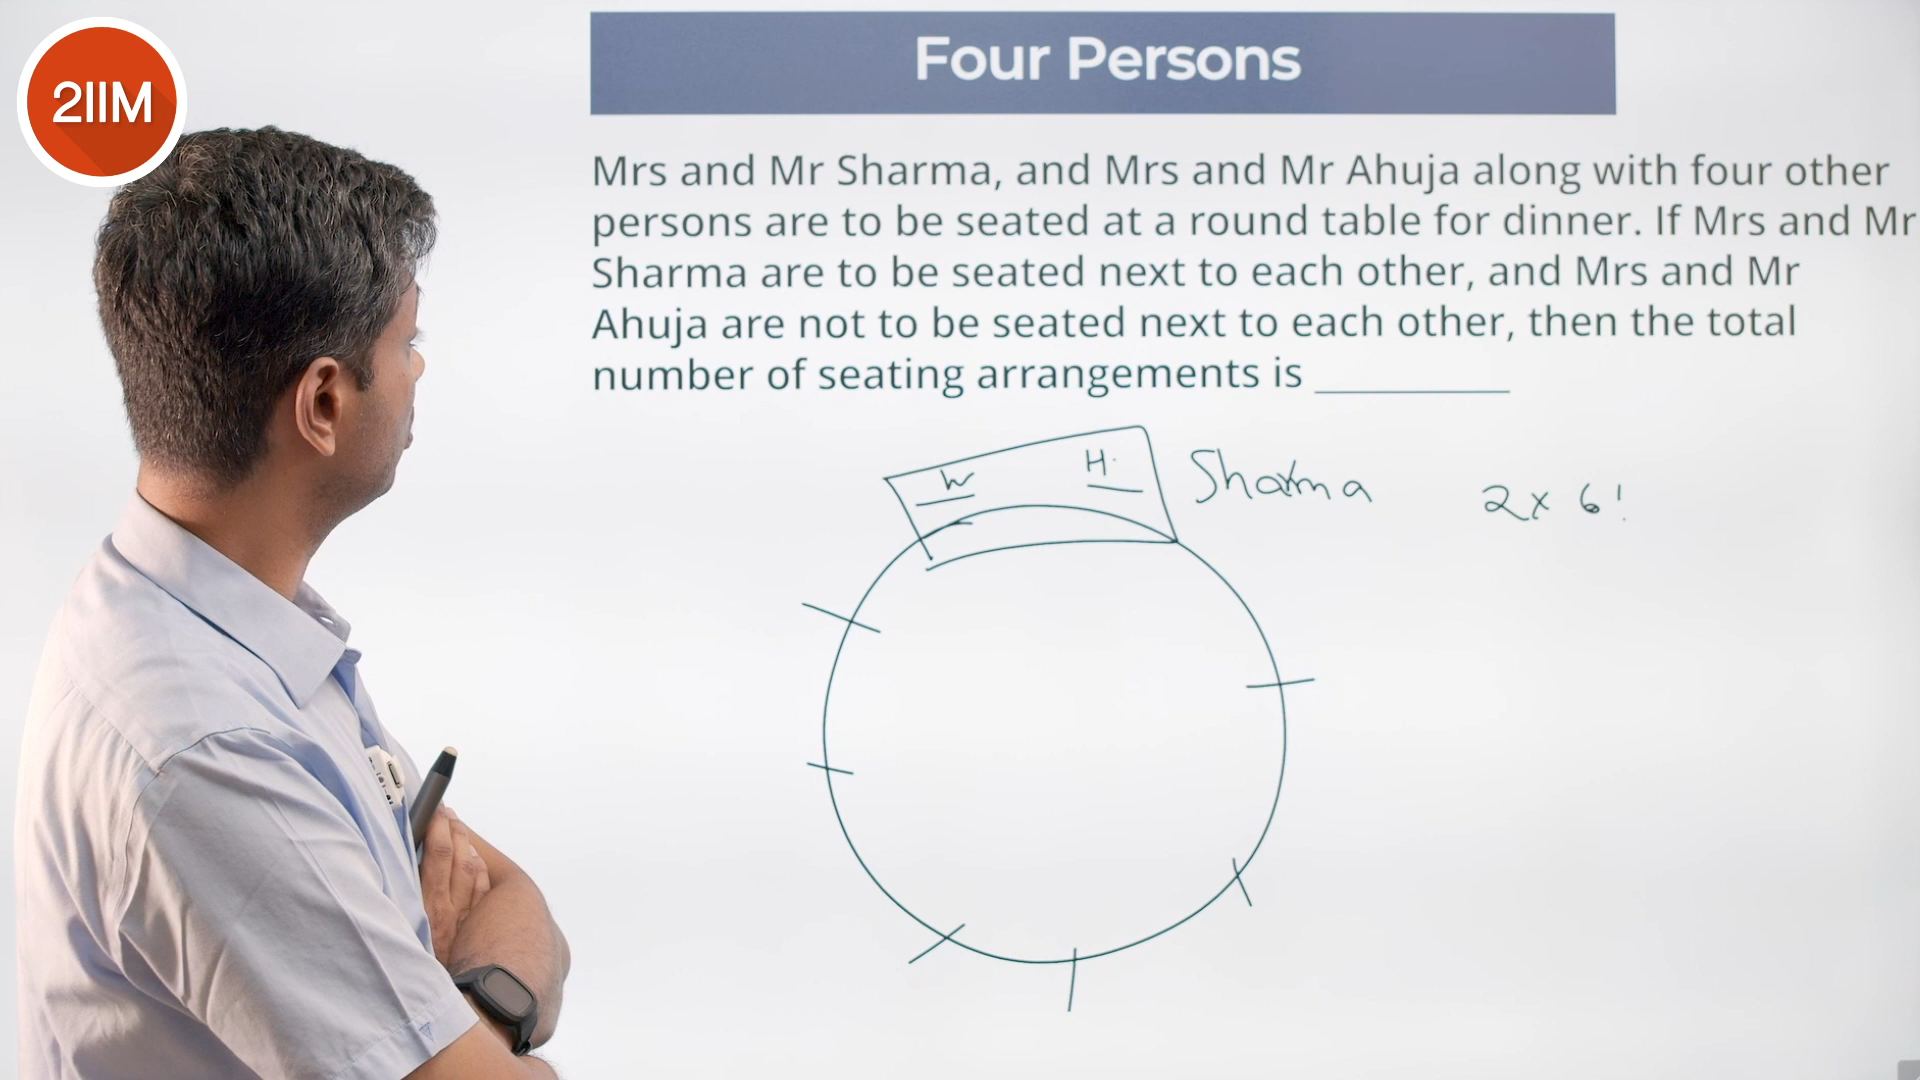 2IIM
Four Persons
Mrs and Mr Sharma, and Mrs and Mr Ahuja along with four other
persons are to be seated at a round table for dinner. If Mrs and Mr
Sharma are to be seated next to each other, and Mrs and Mr
Ahuja are not to be seated next to each other, then the total
number of seating arrangements is __________
W H. Sharma 2 x 6!